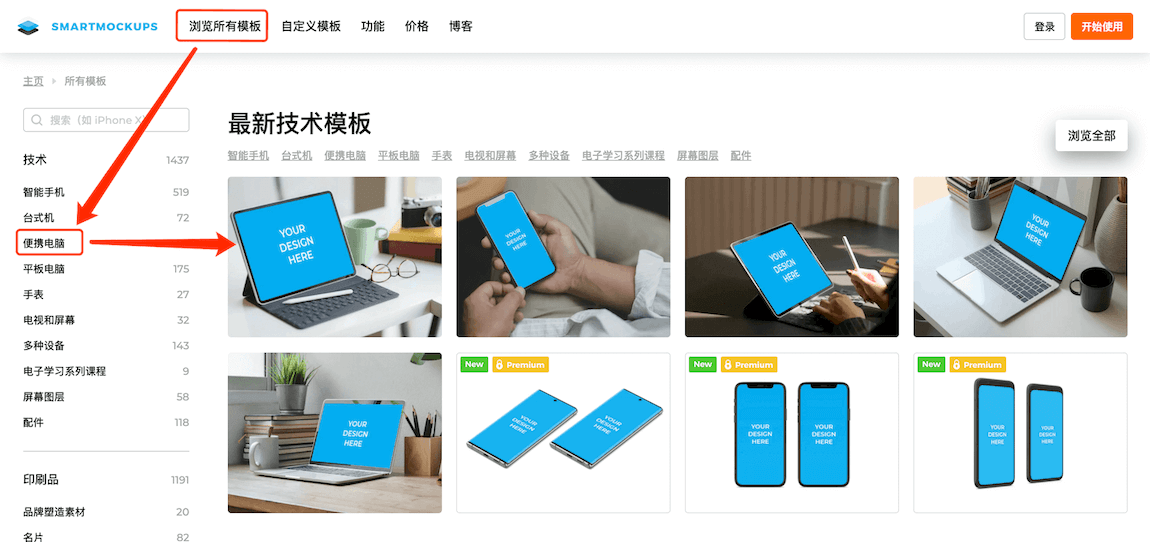 SMARTMOCKUPS 浏览所有模板 自定义模板 功能 价格 博客 登录 开始使用
主页 所有模板
搜索（如 iPhone X
最新技术模板
浏览全部
智能手机 台式机 便携电脑 平板电脑 手表 电视和屏幕 多种设备 电子学习系列课程 屏幕图层 配件
技术 1437
智能手机 519
台式机 72
便携电脑
平板电脑 175
手表 27
电视和屏幕 32
多种设备 143
电子学习系列课程 9
屏幕图层 58
配件 118
印刷品 1191
品牌塑造素材 20
名片 82
YOUR
DESIGN
HERE
YOUR
DESIGN
HERE
YOUR
DESIGN
HERE
YOUR
DESIGN
HERE
YOUR
DESIGN
HERE
New Premium
YOUR
DESIGN
HERE
YOUR
DESIGN
HERE
New Premium
YOUR
DESIGN
HERE
YOUR
DESIGN
HERE
New Premium
YOUR
DESIGN
HERE
YOUR
DESIGN
HERE